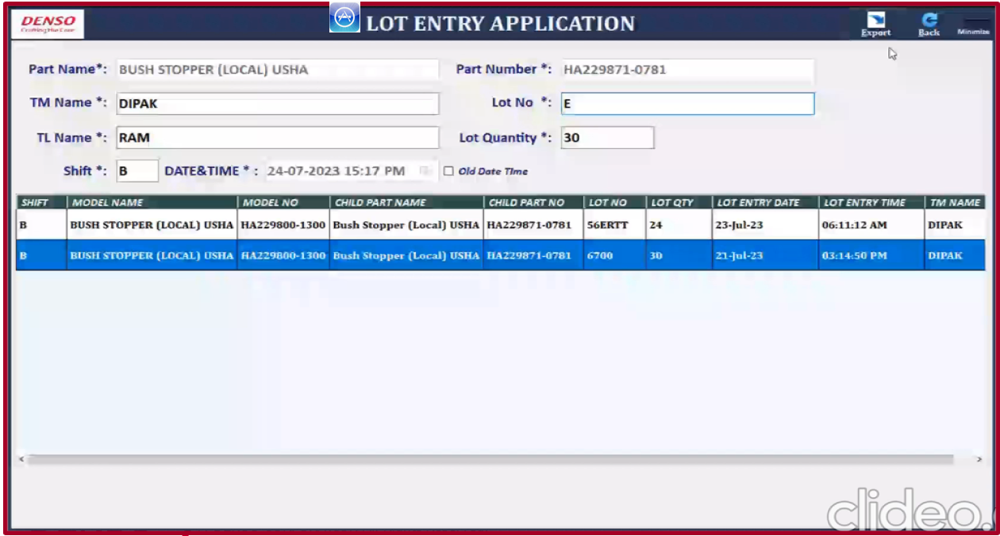 DENSO
Crafting the Core
LOT ENTRY APPLICATION
Export
Back
Minimize
Part Name*: BUSH STOPPER (LOCAL) USHA
Part Number *: HA229871-0781
TM Name *: DIPAK
Lot No *: E
TL Name *: RAM
Lot Quantity *: 30
Shift *: B DATE&TIME * : 24-07-2023 15:17 PM Old Date Time
SHIFT MODEL NAME MODEL NO CHILD PART NAME CHILD PART NO LOT NO LOT QTY LOT ENTRY DATE LOT ENTRY TIME TM NAME
B BUSH STOPPER (LOCAL) USHA HA229800-1300 Bush Stopper (Local) USHA HA229871-0781 56ERTT 24 23-Jul-23 06:11:12 AM DIPAK
B BUSH STOPPER (LOCAL) USHA HA229800-1300 Bush Stopper (Local) USHA HA229871-0781 6700 30 21-Jul-23 03:14:50 PM DIPAK
clideo.